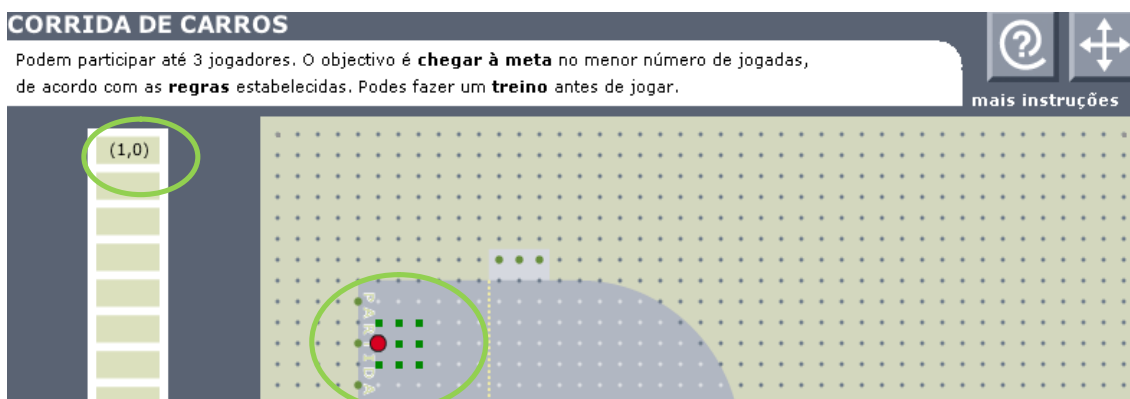 CORRIDA DE CARROS
Podem participar até 3 jogadores. O objectivo é chegar à meta no menor número de jogadas,
de acordo com as regras estabelecidas. Podes fazer um treino antes de jogar.
mais instruções
(1,0)
PARTIDA